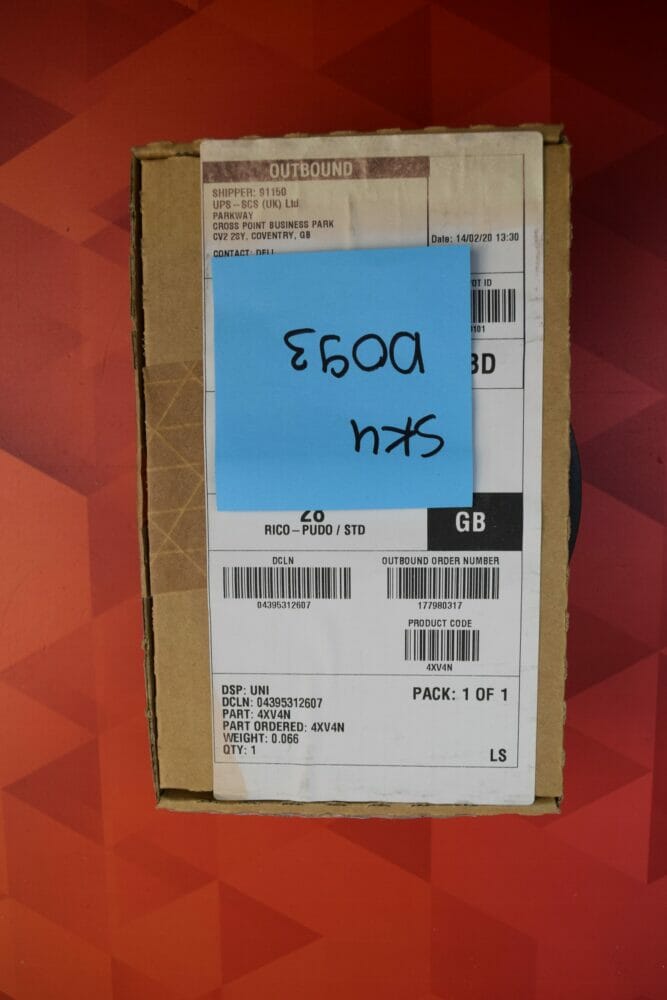 OUTBOUND
SHIPPER: 91150
UPS-SCS (UK) Ltd
PARKWAY
CROSS POINT BUSINESS PARK
CV2 2SY, COVENTRY, GB
CONTACT: DELL
Date: 14/02/20 13:30
SKU
D093
RICO-PUDO / STD
GB
DCLN
04395312607
OUTBOUND ORDER NUMBER
177980317
PRODUCT CODE
4XV4N
DSP: UNI
DCLN: 04395312607
PART: 4XV4N
PART ORDERED: 4XV4N
WEIGHT: 0.066
QTY: 1
PACK: 1 OF 1
LS